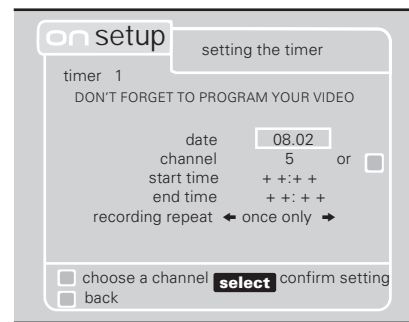 on setup
setting the timer
timer 1
DON'T FORGET TO PROGRAM YOUR VIDEO
date 08.02
channel 5 or
start time + +:+ +
end time + +: + +
recording repeat ← once only →
choose a channel select confirm setting
back